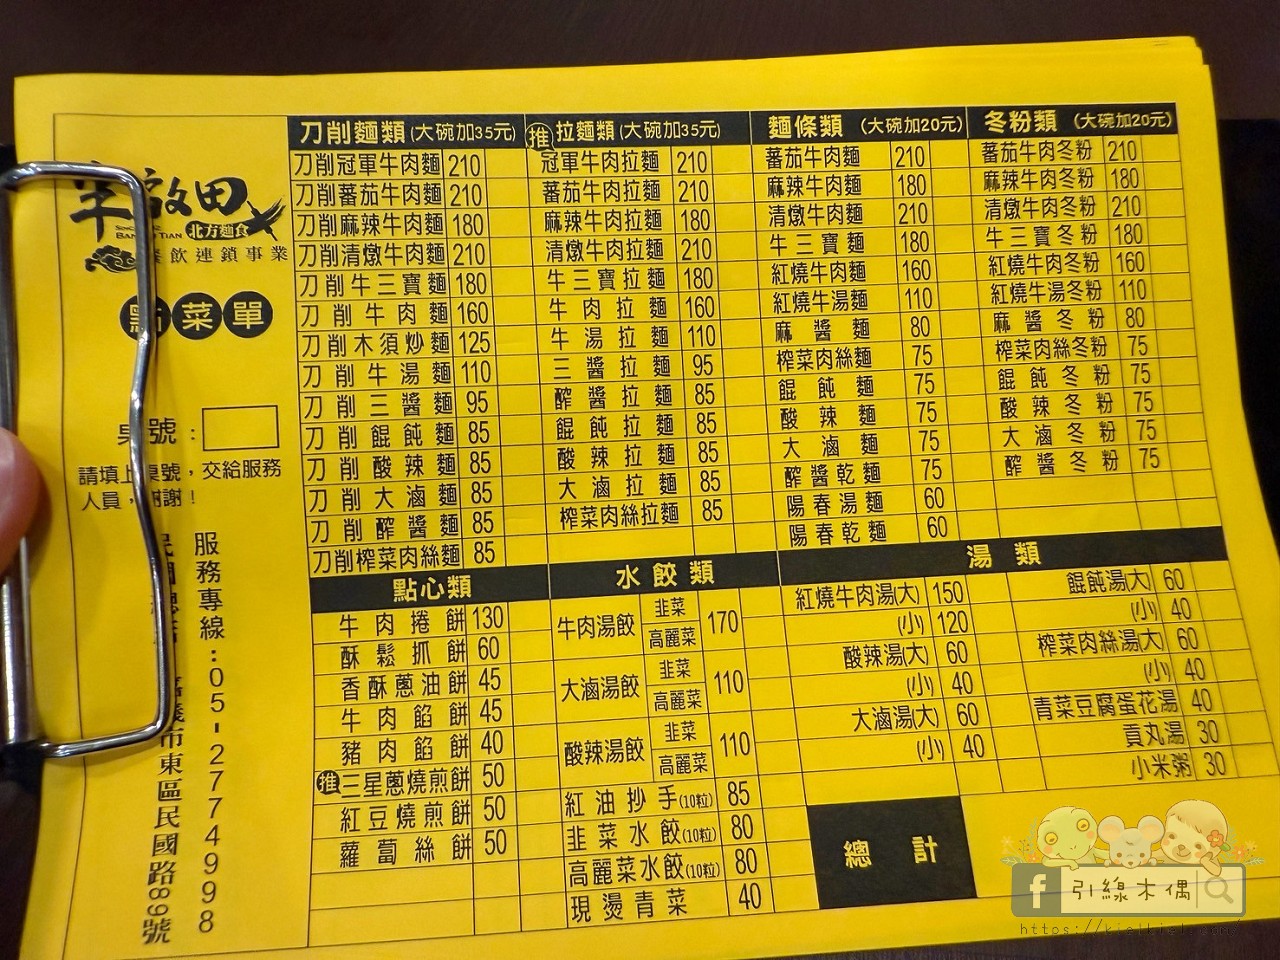 半畝田
北方麵食
餐飲連鎖事業
點菜單
桌號：
請填上桌號，交給服務
人員，謝謝！
服務專線：05-2774998
嘉義市東區民國路89號
刀削麵類(大碗加35元)
刀削冠軍牛肉麵 210
刀削蕃茄牛肉麵 210
刀削麻辣牛肉麵 180
刀削清燉牛肉麵 210
刀削牛三寶麵 180
刀削牛肉麵 160
刀削木須炒麵 125
刀削牛湯麵 110
刀削三醬麵 95
刀削餛飩麵 85
刀削酸辣麵 85
刀削大滷麵 85
刀削醡醬麵 85
刀削榨菜肉絲麵 85
推 拉麵類(大碗加35元)
冠軍牛肉拉麵 210
蕃茄牛肉拉麵 210
麻辣牛肉拉麵 180
清燉牛肉拉麵 210
牛三寶拉麵 180
牛肉拉麵 160
牛湯拉麵 110
三醬拉麵 95
醡醬拉麵 85
餛飩拉麵 85
酸辣拉麵 85
大滷拉麵 85
榨菜肉絲拉麵 85
麵條類 (大碗加20元)
蕃茄牛肉麵 210
麻辣牛肉麵 180
清燉牛肉麵 210
牛三寶麵 180
紅燒牛肉麵 160
紅燒牛湯麵 110
麻醬麵 80
榨菜肉絲麵 75
餛飩麵 75
酸辣麵 75
大滷麵 75
醡醬乾麵 75
陽春湯麵 60
陽春乾麵 60
冬粉類 (大碗加20元)
蕃茄牛肉冬粉 210
麻辣牛肉冬粉 180
清燉牛肉冬粉 210
牛三寶冬粉 180
紅燒牛肉冬粉 160
紅燒牛湯冬粉 110
麻醬冬粉 80
榨菜肉絲冬粉 75
餛飩冬粉 75
酸辣冬粉 75
大滷冬粉 75
醡醬冬粉 75
點心類
牛肉捲餅 130
酥鬆抓餅 60
香酥蔥油餅 45
牛肉餡餅 45
豬肉餡餅 40
推 三星蔥燒煎餅 50
紅豆燒煎餅 50
蘿蔔絲餅 50
水餃類
牛肉湯餃 韭菜 高麗菜 170
大滷湯餃 韭菜 高麗菜 110
酸辣湯餃 韭菜 高麗菜 110
紅油抄手(10粒) 85
韭菜水餃(10粒) 80
高麗菜水餃(10粒) 80
現燙青菜 40
湯類
紅燒牛肉湯(大) 150
(小) 120
酸辣湯(大) 60
(小) 40
大滷湯(大) 60
(小) 40
餛飩湯(大) 60
(小) 40
榨菜肉絲湯(大) 60
(小) 40
青菜豆腐蛋花湯 40
貢丸湯 30
小米粥 30
總計
引線木偶